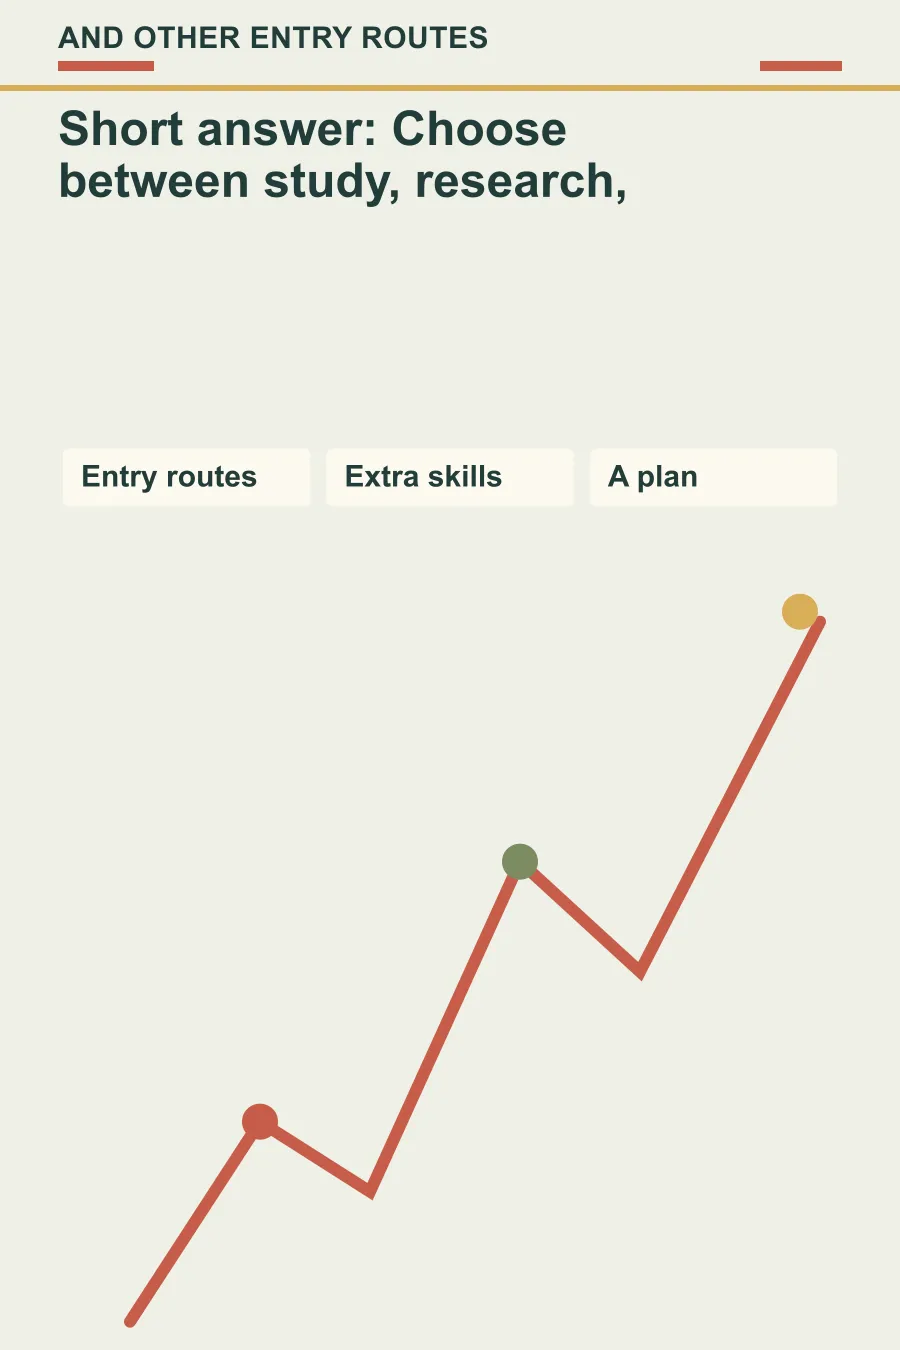 AND OTHER ENTRY ROUTES
Short answer: Choose
between study, research,
Entry routes
Extra skills
A plan